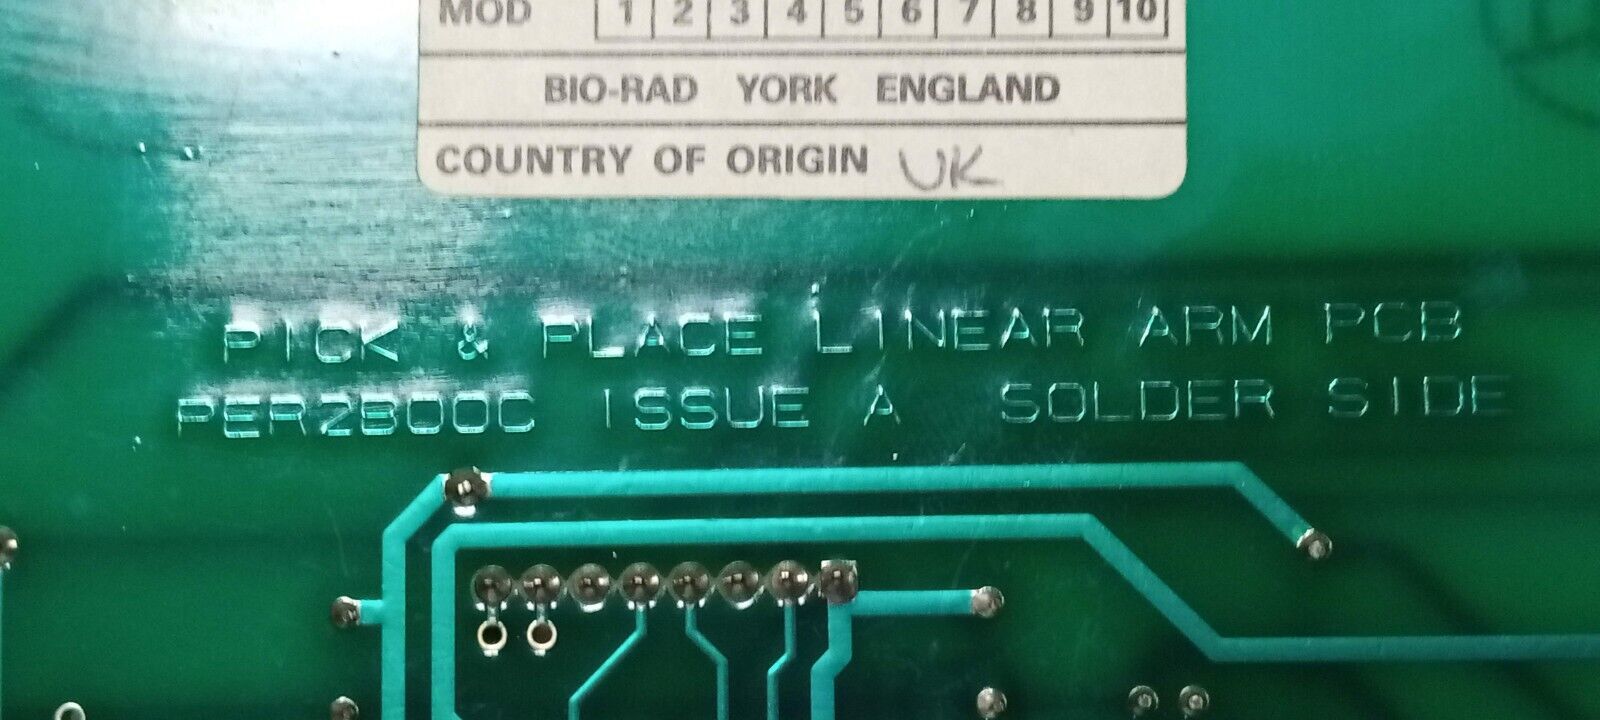 MOD 1 2 3 4 5 6 7 8 9 10
BIO-RAD YORK ENGLAND
COUNTRY OF ORIGIN UK
PICK & PLACE LINEAR ARM PCB
PER2800C ISSUE A SOLDER SIDE